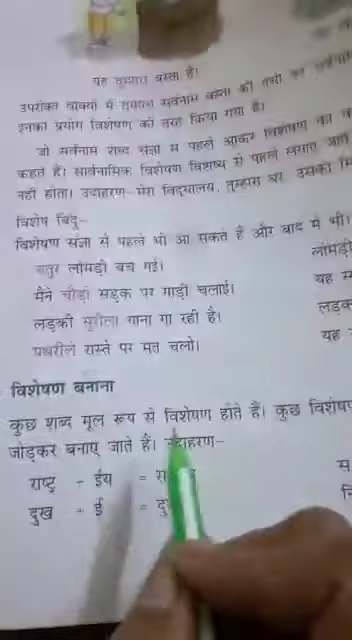 यह तुम्हारा बस्ता है।
उपरोक्त वाक्यों में
इनका प्रयोग विशेषण की तरह किया गया है।
जो सर्वनाम शब्द संज्ञा से पहले आकर विशेषण का
कहते हैं। सार्वनामिक विशेषण विशेष्य से पहले लगाए जाते
नहीं होता। उदाहरण– मेरा विद्यालय, तुम्हारा घर, उसका
विशेष बिंदु–
विशेषण संज्ञा से पहले भी आ सकते हैं और बाद में भी।
चतुर लोमड़ी बच गई।
लोमड़ी
मैंने चौड़ी सड़क पर गाड़ी चलाई।
यह
लड़की सुरीला गाना गा रही है।
लड़क
पथरीले रास्ते पर मत चलो।
यह
विशेषण बनाना
कुछ शब्द मूल रूप से विशेषण होते हैं। कुछ विशेषण
जोड़कर बनाए जाते हैं। उदाहरण–
राष्ट्र + ईय = रा
दुख + ई = दु